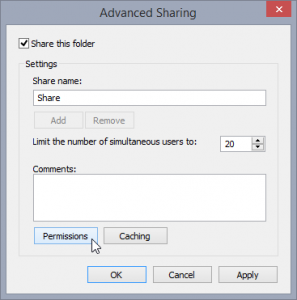 Advanced Sharing
Share this folder
Settings
Share name:
Share
Add Remove
Limit the number of simultaneous users to: 20
Comments:
Permissions Caching
OK Cancel Apply